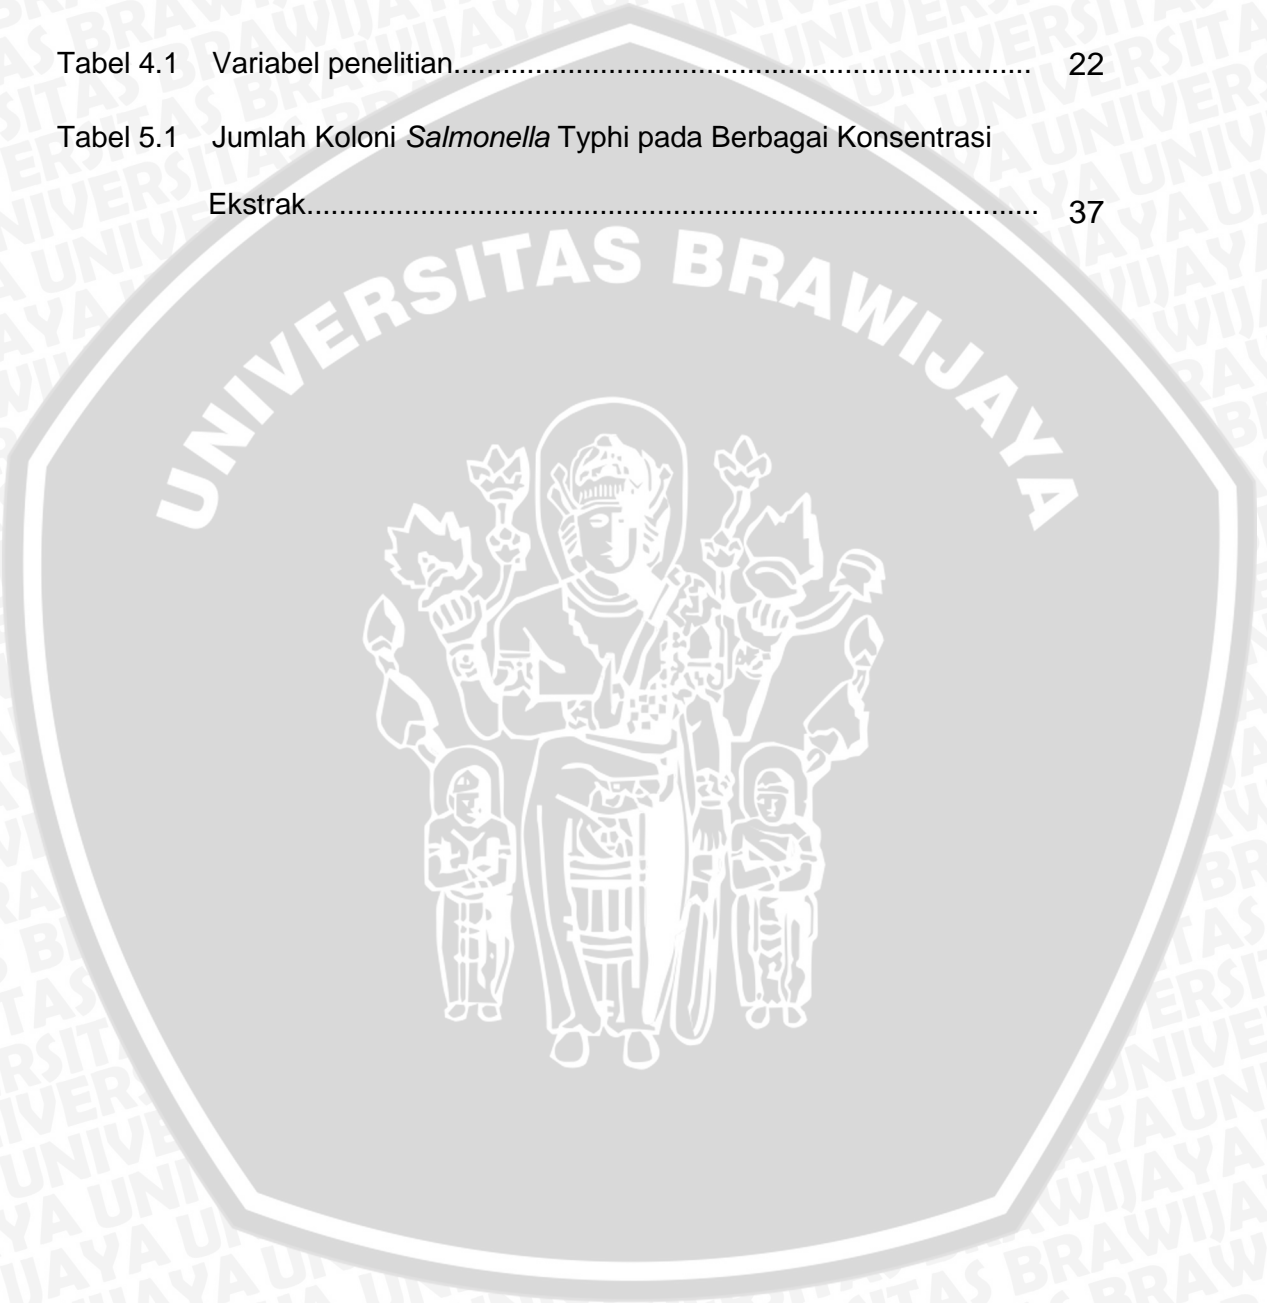 Tabel 4.1 Variabel penelitian....................................................................... 22
Tabel 5.1 Jumlah Koloni Salmonella Typhi pada Berbagai Konsentrasi
Ekstrak.......................................................................................... 37
UNIVERSITAS BRAWIJAYA